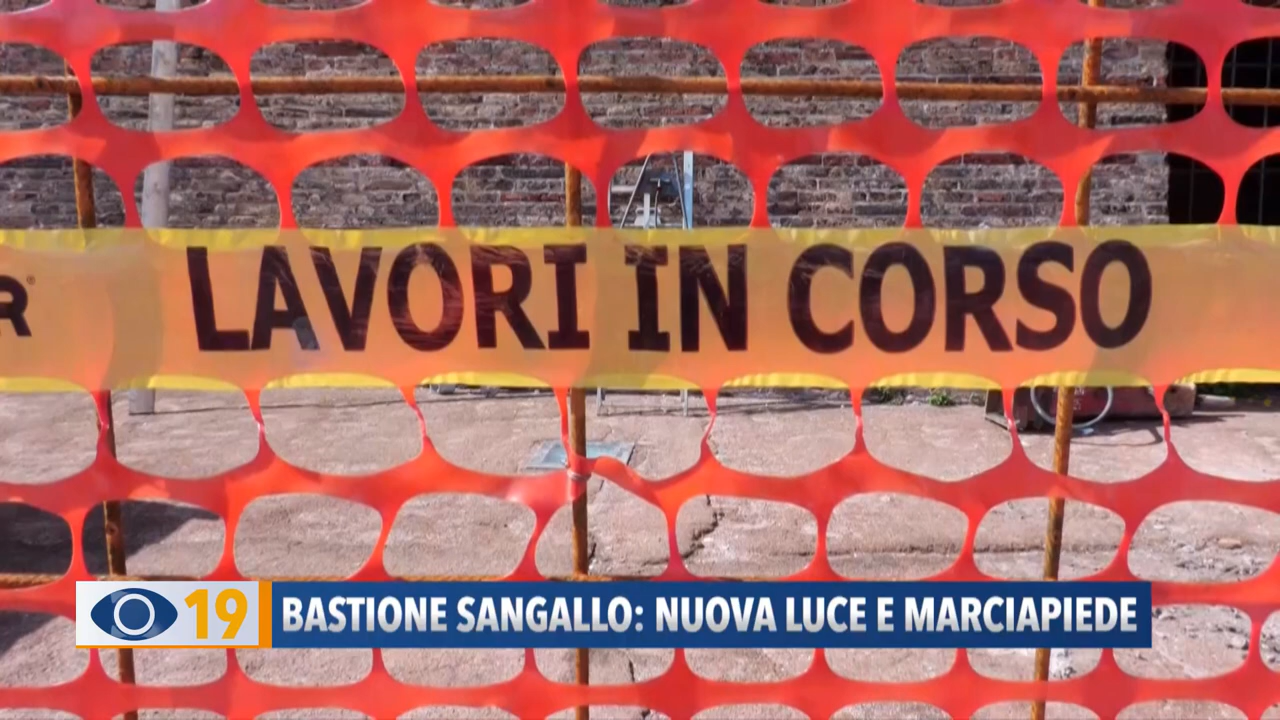 LAVORI IN CORSO
19
BASTIONE SANGALLO: NUOVA LUCE E MARCIAPIEDE